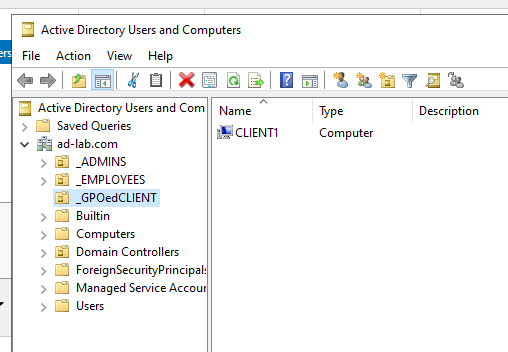 Active Directory Users and Computers
File Action View Help
Active Directory Users and Com
Saved Queries
ad-lab.com
_ADMINS
_EMPLOYEES
_GPOedCLIENT
Builtin
Computers
Domain Controllers
ForeignSecurityPrincipals
Managed Service Accour
Users
Name Type Description
CLIENT1 Computer